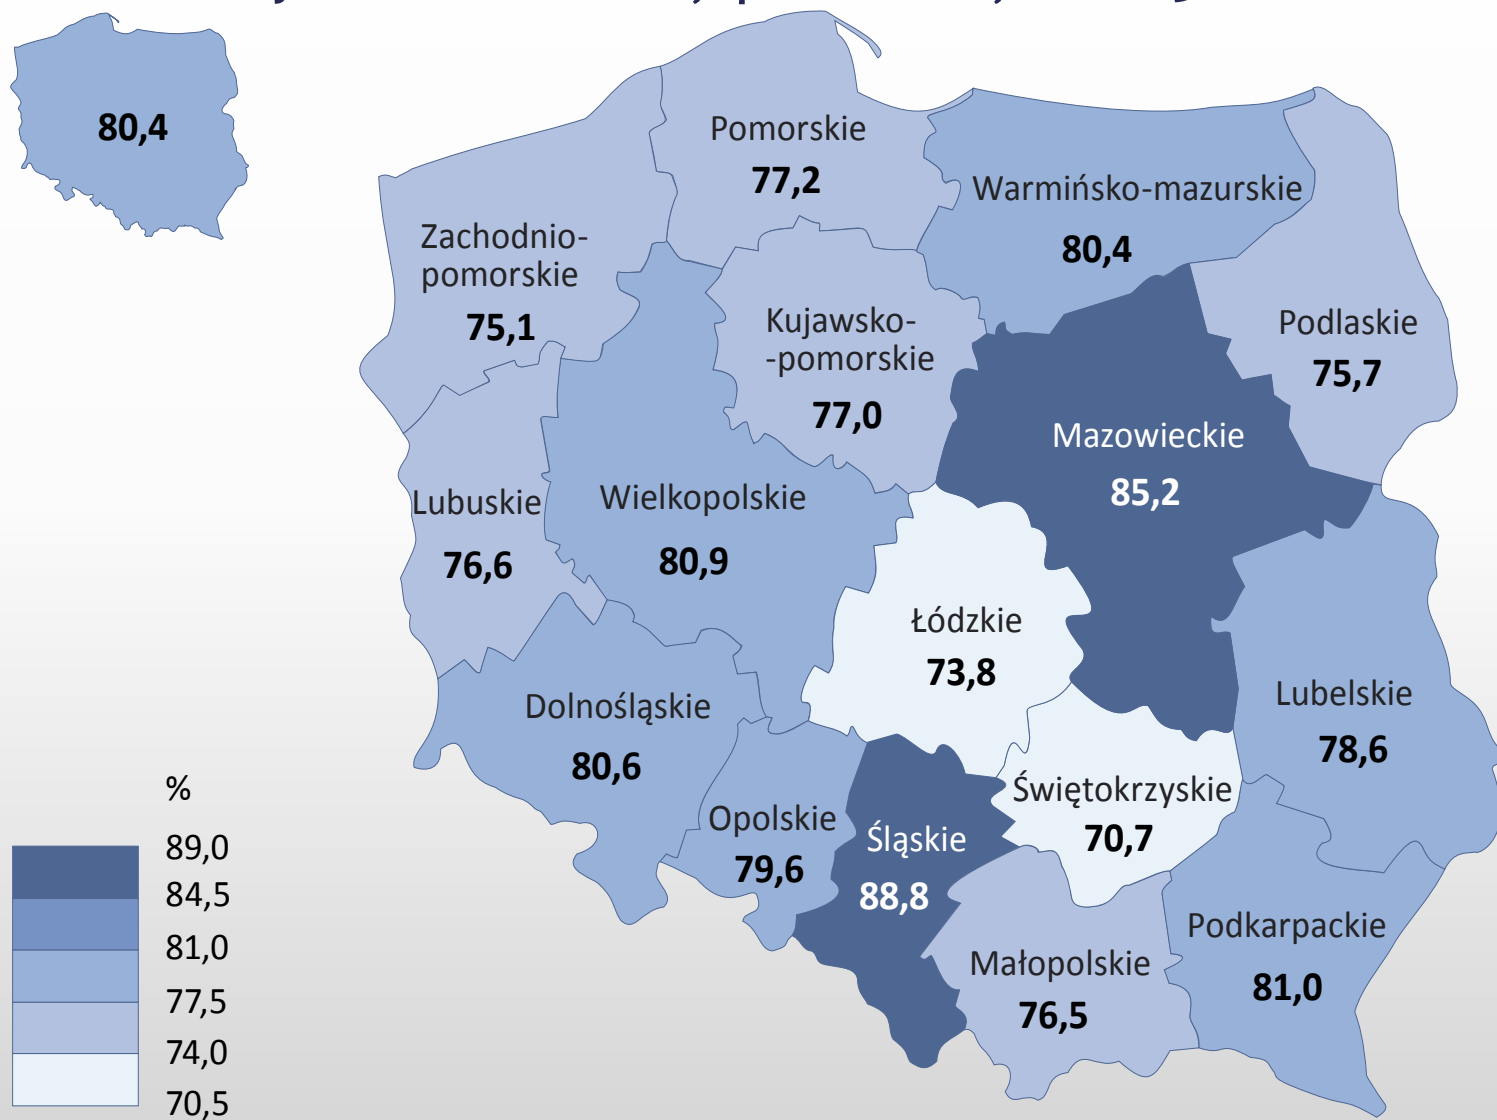 80,4
Pomorskie
77,2
Warmińsko-mazurskie
80,4
Zachodnio-
pomorskie
75,1
Kujawsko-
-pomorskie
77,0
Podlaskie
75,7
Mazowieckie
85,2
Lubuskie
76,6
Wielkopolskie
80,9
Łódzkie
73,8
Dolnośląskie
80,6
Lubelskie
78,6
Opolskie
79,6
Śląskie
88,8
Świętokrzyskie
70,7
Podkarpackie
81,0
Małopolskie
76,5
%
89,0
84,5
81,0
77,5
74,0
70,5